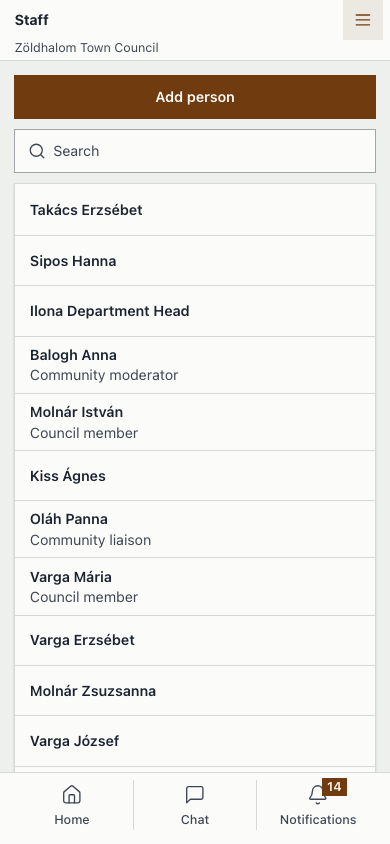 Staff
Zöldhalom Town Council
Add person
Search
Takács Erzsébet
Sipos Hanna
Ilona Department Head
Balogh Anna
Community moderator
Molnár István
Council member
Kiss Ágnes
Oláh Panna
Community liaison
Varga Mária
Council member
Varga Erzsébet
Molnár Zsuzsanna
Varga József
14
Home
Chat
Notifications